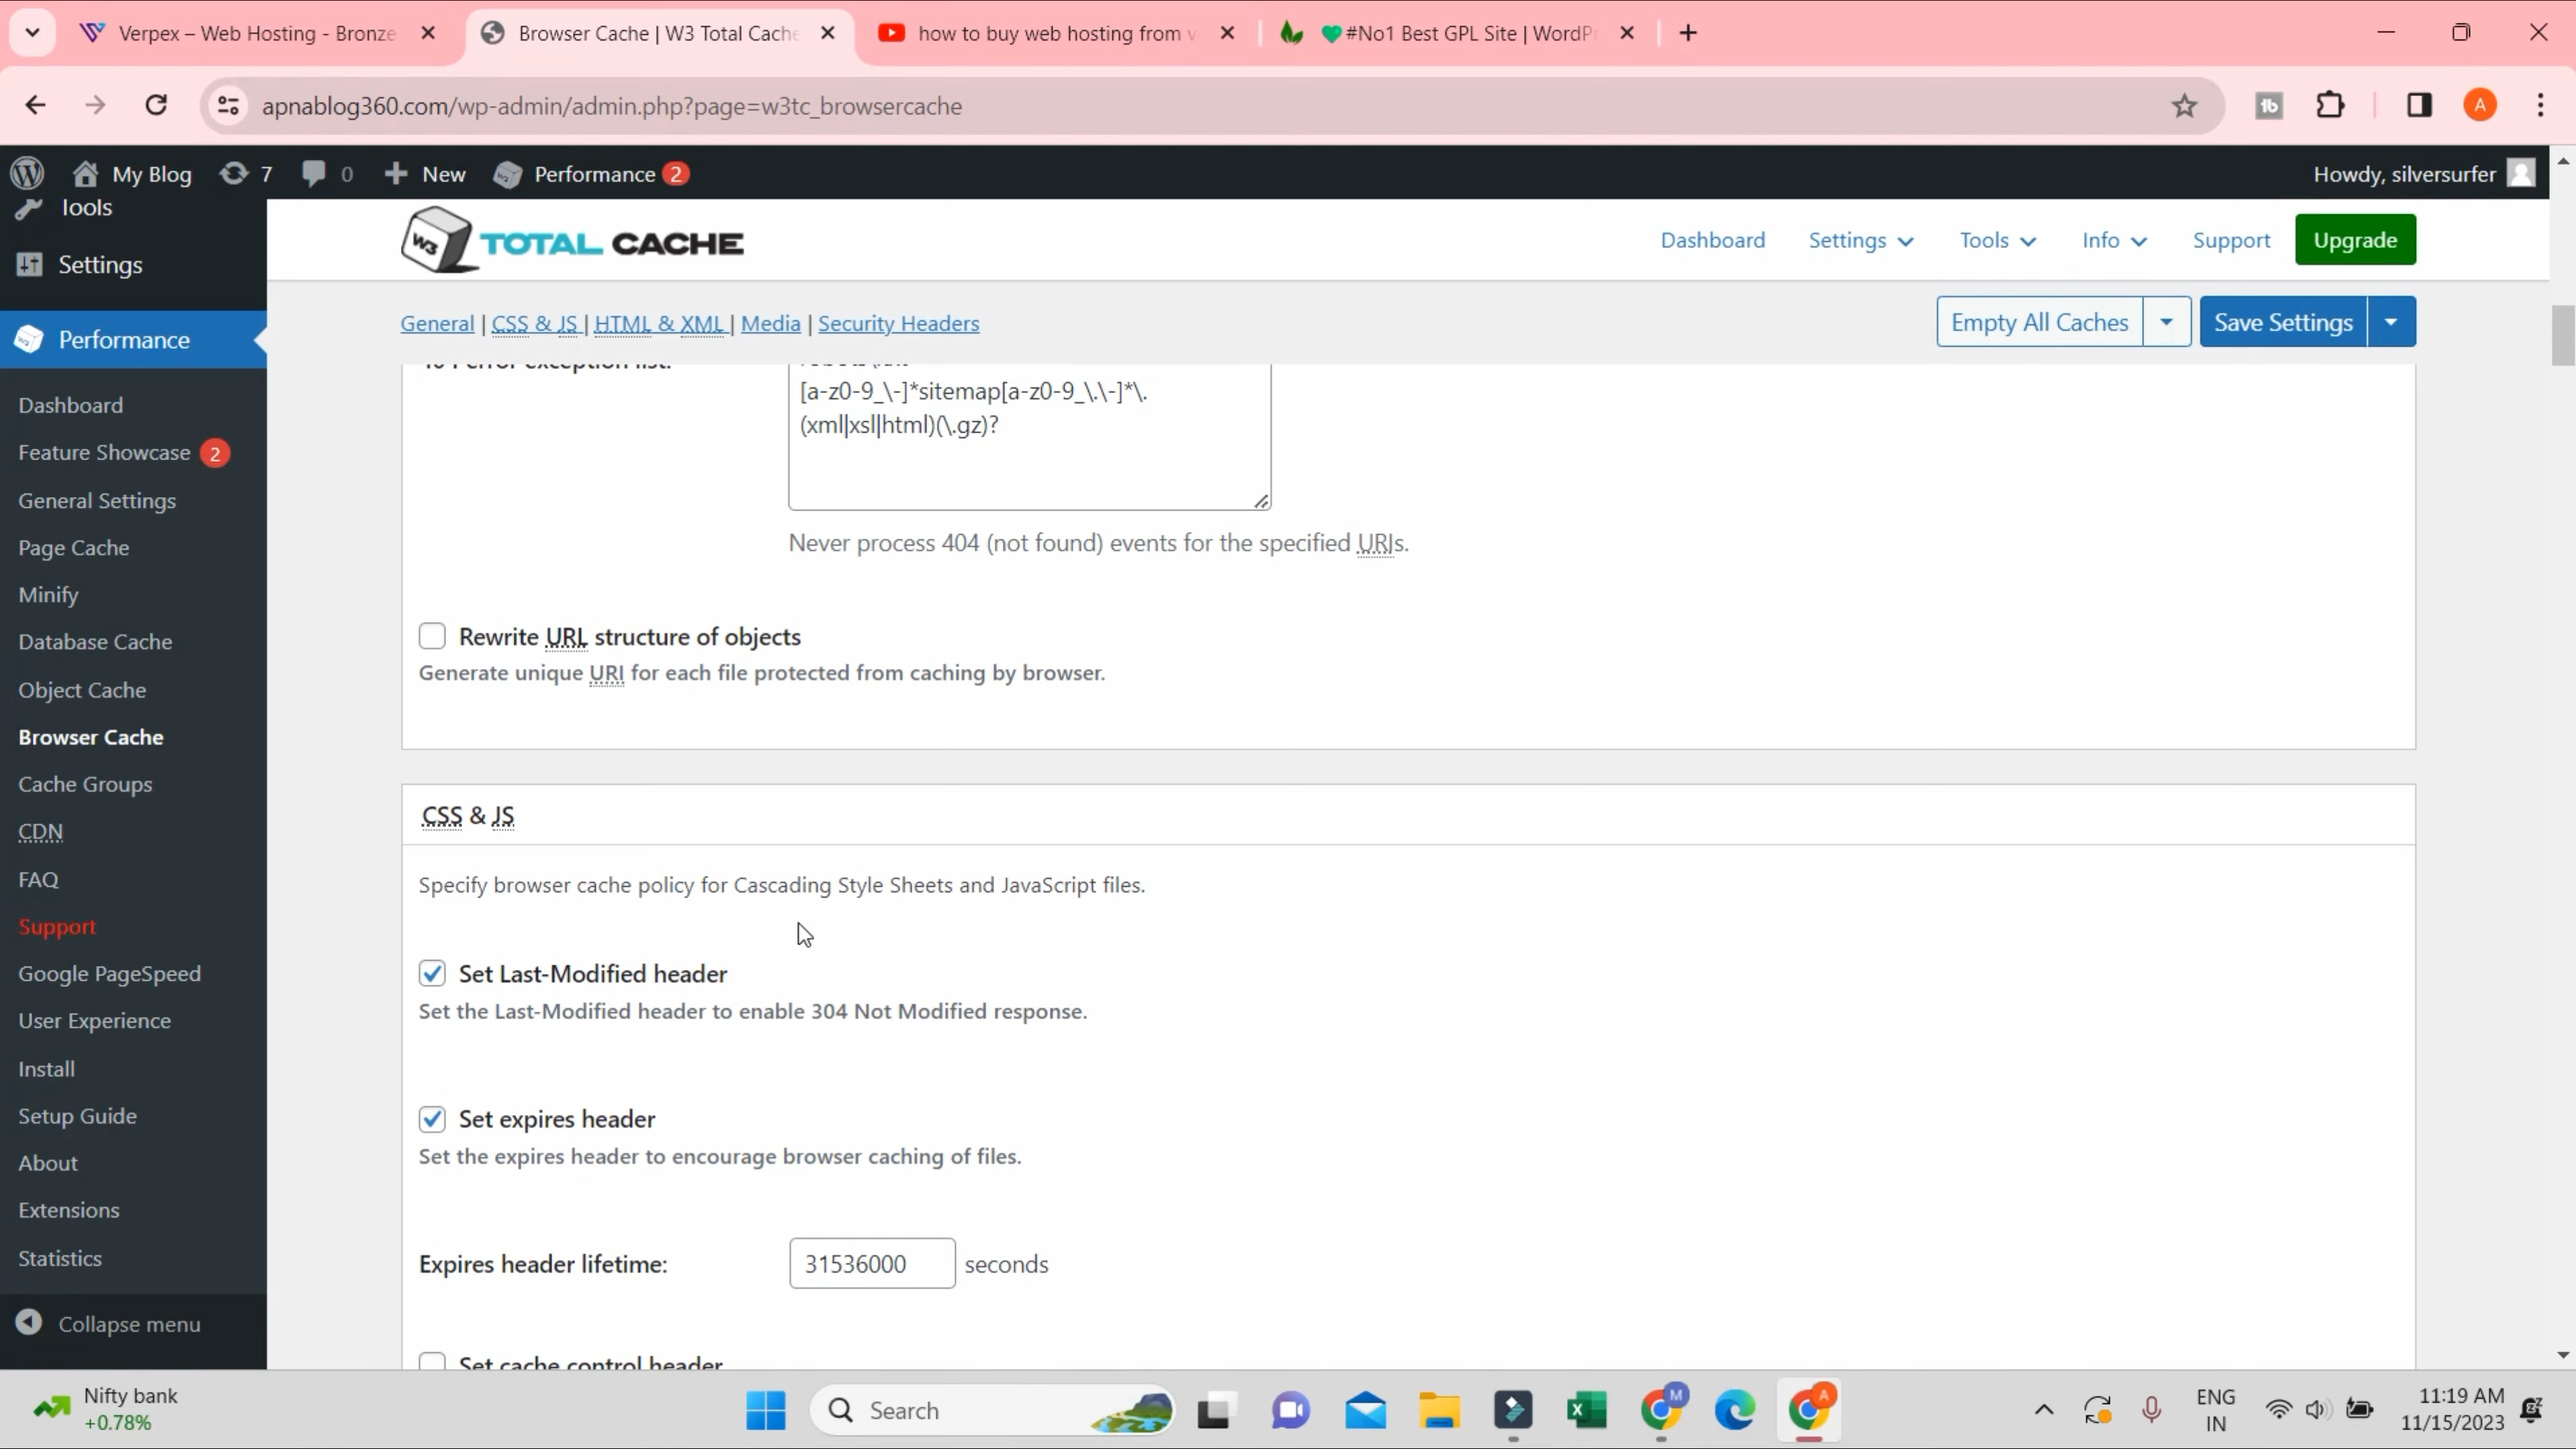 Verpex – Web Hosting - Bronze
Browser Cache | W3 Total Cache
how to buy web hosting from v
#No1 Best GPL Site | WordPr
apnablog360.com/wp-admin/admin.php?page=w3tc_browsercache
My Blog
7
0
New
Performance 2
Howdy, silversurfer
Tools
Settings
Performance
Dashboard
Feature Showcase 2
General Settings
Page Cache
Minify
Database Cache
Object Cache
Browser Cache
Cache Groups
CDN
FAQ
Support
Google PageSpeed
User Experience
Install
Setup Guide
About
Extensions
Statistics
Collapse menu
W3 TOTAL CACHE
Dashboard
Settings
Tools
Info
Support
Upgrade
General | CSS & JS | HTML & XML | Media | Security Headers
Empty All Caches
Save Settings
[a-z0-9_\-]*sitemap[a-z0-9_\.\-]*\.
(xml|xsl|html)(\.gz)?
Never process 404 (not found) events for the specified URIs.
Rewrite URL structure of objects
Generate unique URI for each file protected from caching by browser.
CSS & JS
Specify browser cache policy for Cascading Style Sheets and JavaScript files.
Set Last-Modified header
Set the Last-Modified header to enable 304 Not Modified response.
Set expires header
Set the expires header to encourage browser caching of files.
Expires header lifetime:
31536000
seconds
Set cache control header
Nifty bank
+0.78%
Search
M
A
ENG
IN
11:19 AM
11/15/2023